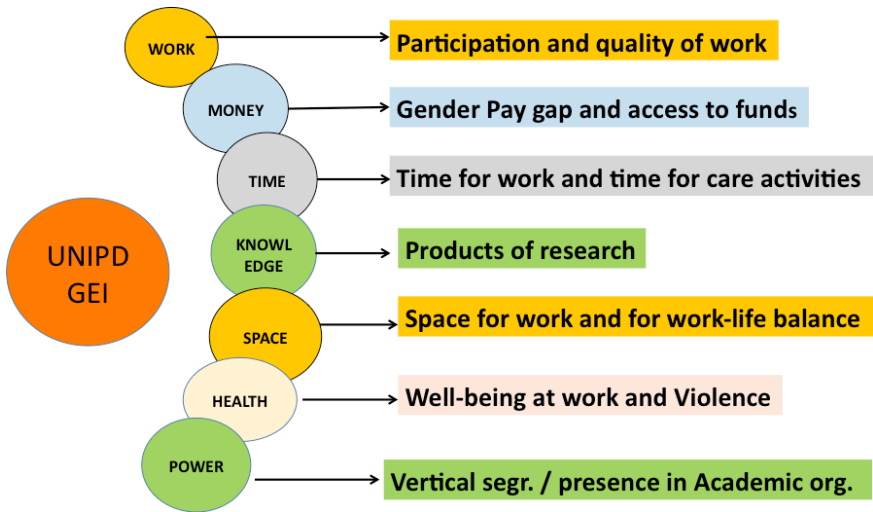 WORK
Participation and quality of work
MONEY
Gender Pay gap and access to funds
TIME
Time for work and time for care activities
UNIPD
GEI
KNOWL
EDGE
Products of research
SPACE
Space for work and for work-life balance
HEALTH
Well-being at work and Violence
POWER
Vertical segr. / presence in Academic org.